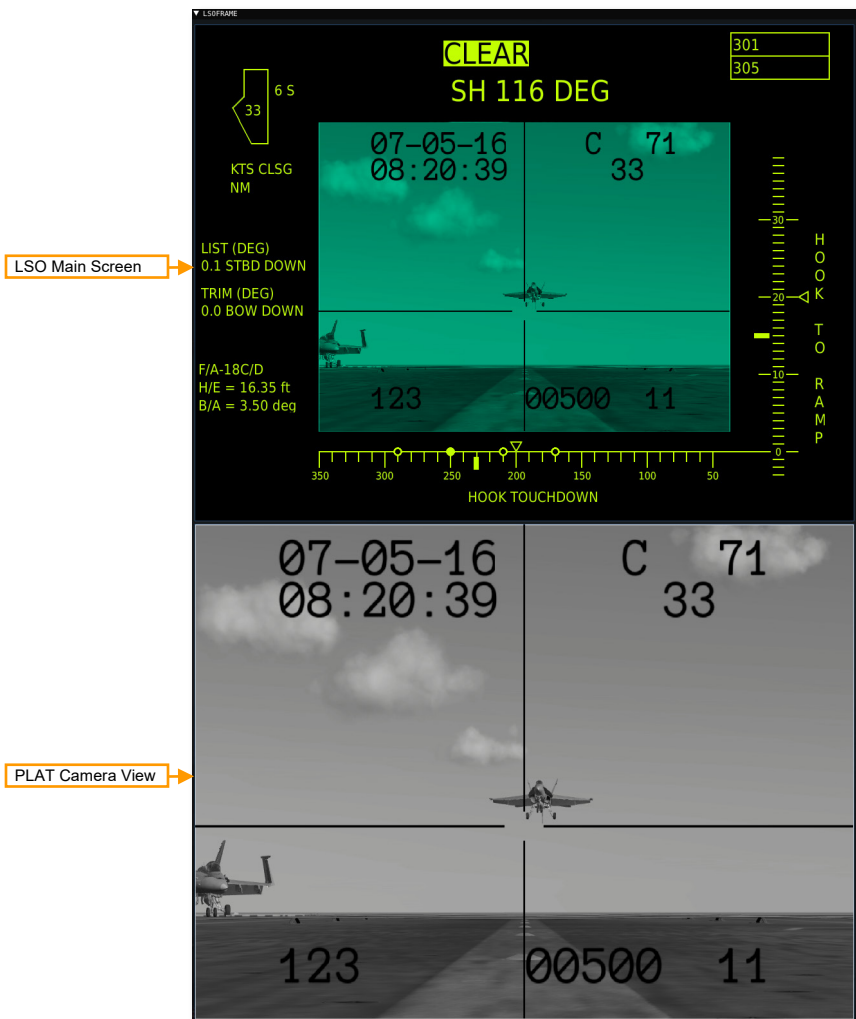 LSOFRAME
CLEAR
SH 116 DEG
301
305
33
6 S
KTS CLSG
NM
07-05-16
08:20:39
C 71
33
LSO Main Screen
LIST (DEG)
0.1 STBD DOWN
TRIM (DEG)
0.0 BOW DOWN
F/A-18C/D
H/E = 16.35 ft
B/A = 3.50 deg
123
00500 11
30
20
10
0
HOOK TO RAMP
350 300 250 200 150 100 50
HOOK TOUCHDOWN
07-05-16
08:20:39
C 71
33
PLAT Camera View
123
00500 11